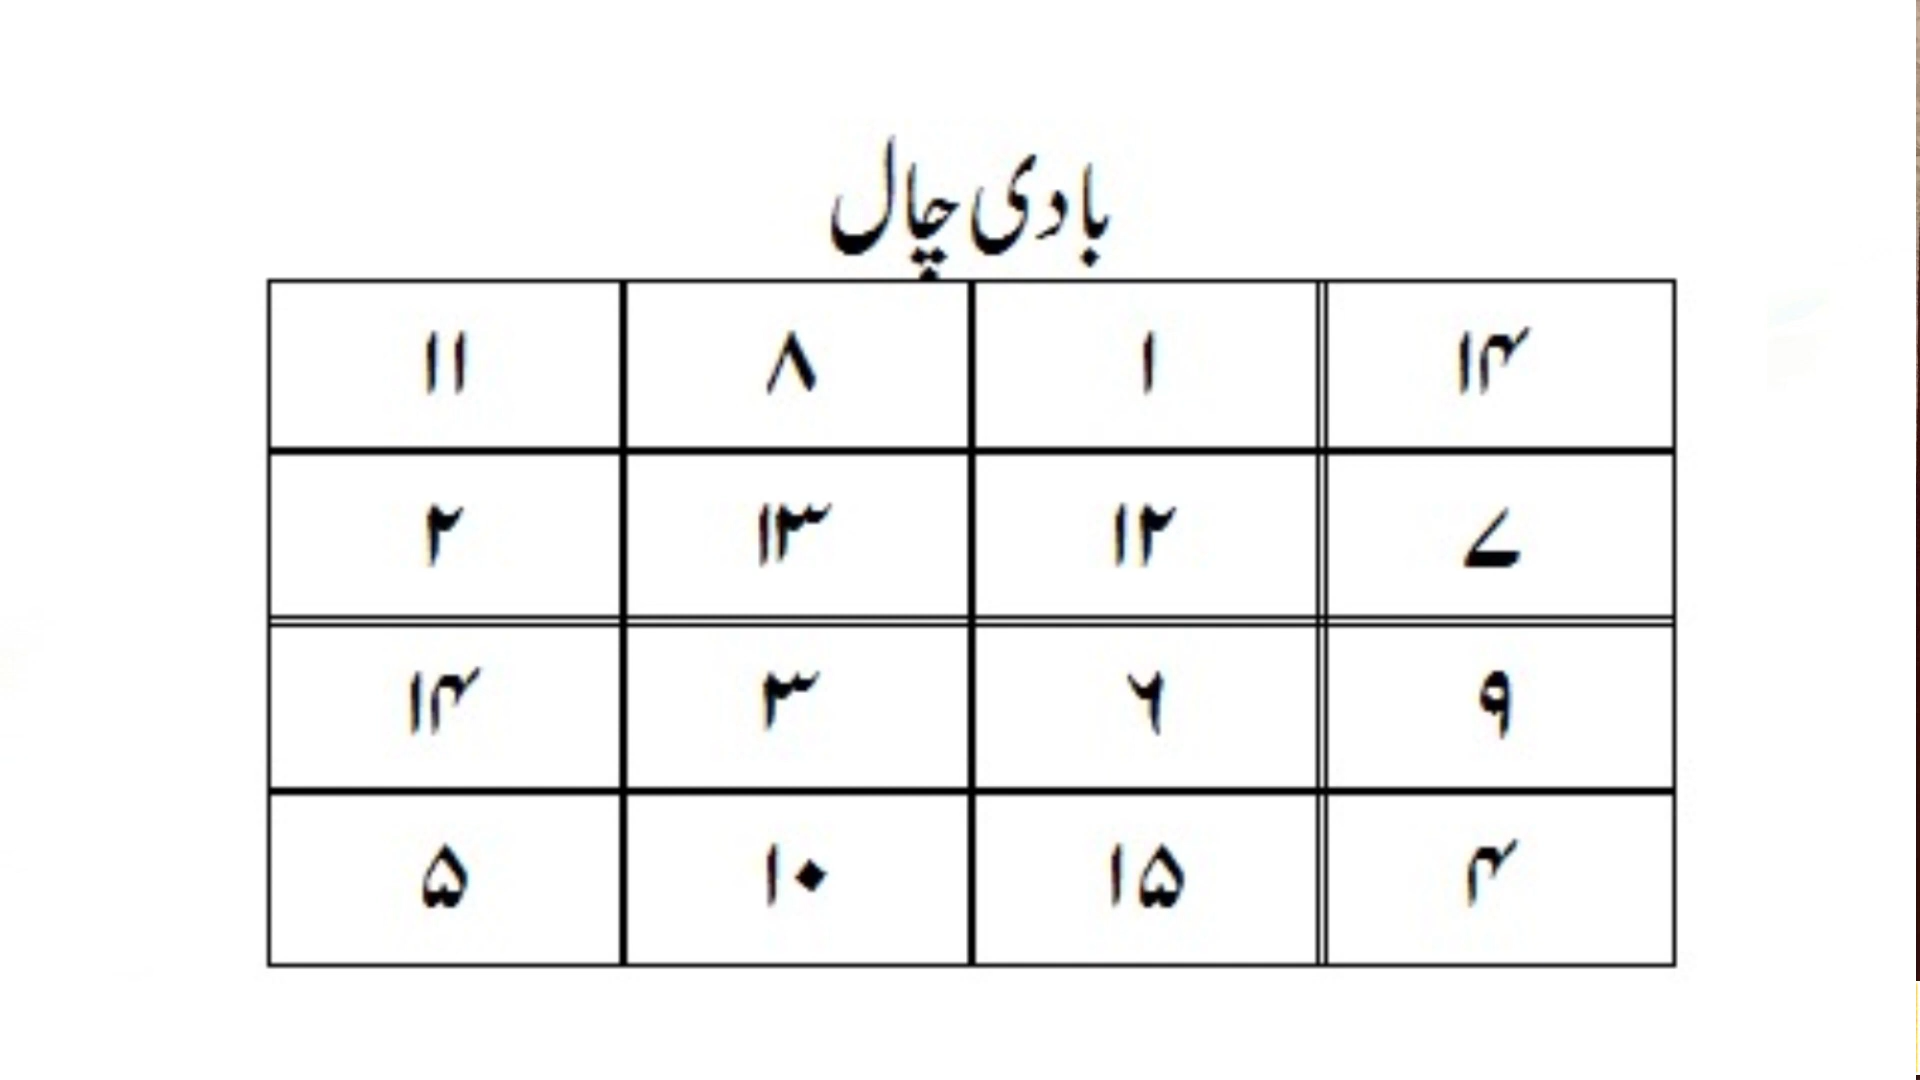 بادی چال
۱۴ ۱ ۸ ۱۱
۷ ۱۲ ۱۳ ۲
۹ ۶ ۳ ۱۴
۴ ۱۵ ۱۰ ۵